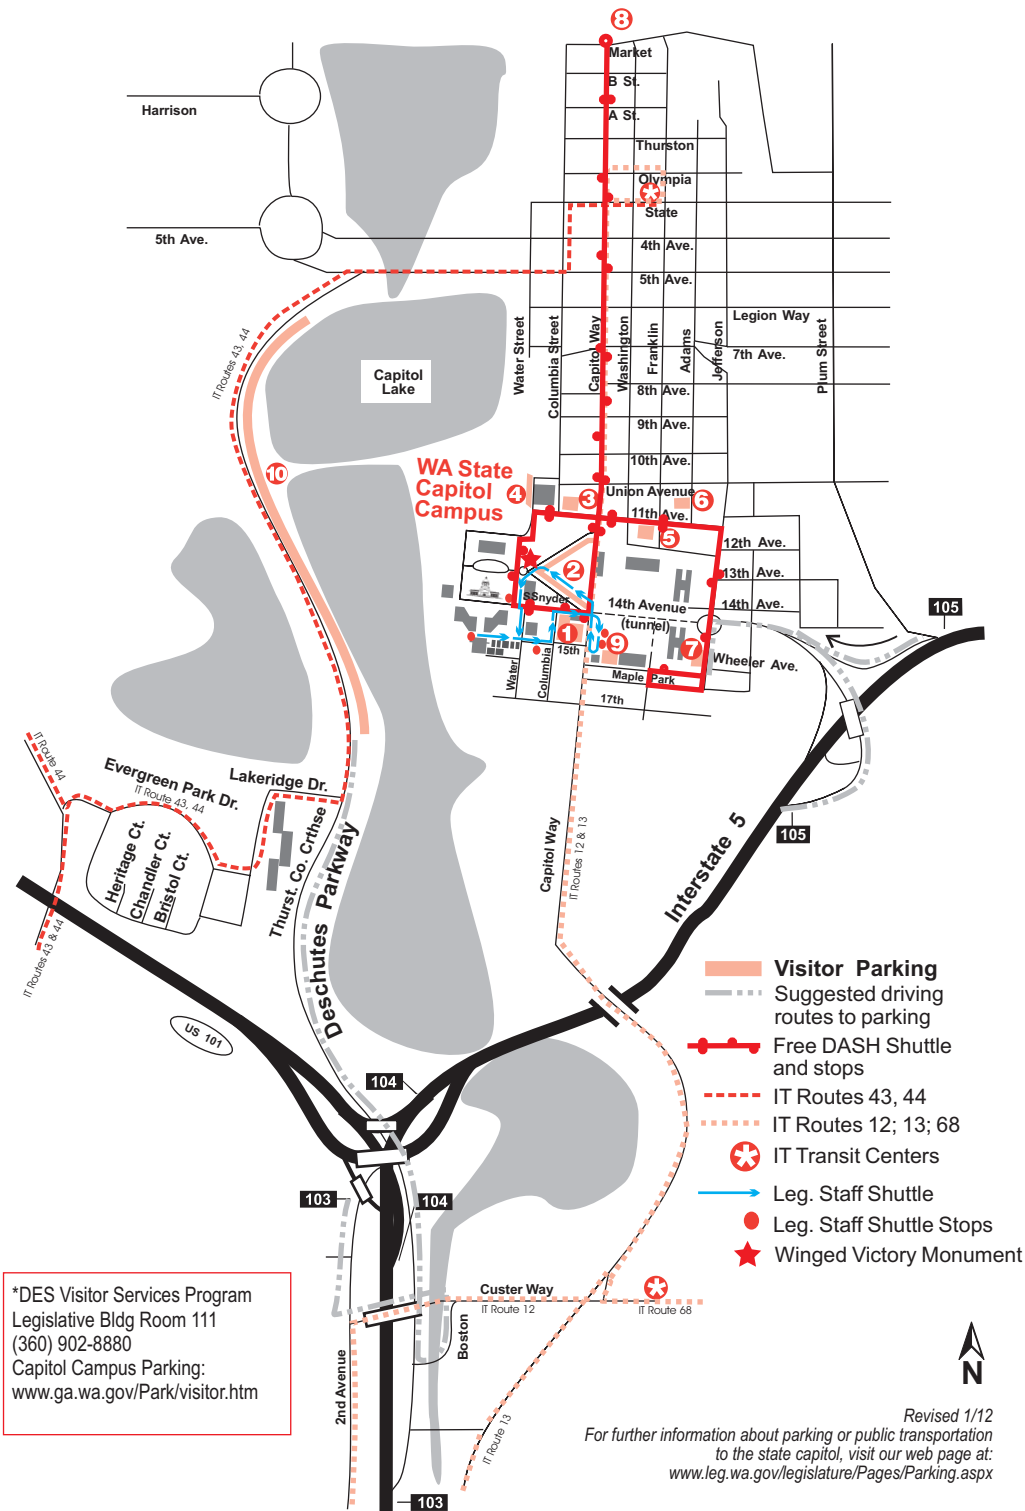 8
Market
B St.
A St.
Harrison
Thurston
Olympia
State
5th Ave.
4th Ave.
5th Ave.
Legion Way
7th Ave.
8th Ave.
9th Ave.
10th Ave.
Water Street
Columbia Street
Capitol Way
Washington
Franklin
Adams
Jefferson
Plum Street
IT Routes 43, 44
Capitol
Lake
10
WA State
Capitol
Campus
4
3
Union Avenue
6
11th Ave.
5
12th Ave.
13th Ave.
14th Ave.
2
SSnyder
14th Avenue
(tunnel)
1
9
7
15th
Wheeler Ave.
Maple Park
17th
Water
Columbia
105
105
IT Route 44
Evergreen Park Dr.
IT Route 43, 44
Lakeridge Dr.
Heritage Ct.
Chandler Ct.
Bristol Ct.
Thurst. Co. Crthse
Deschutes Parkway
Capitol Way
IT Routes 12 & 13
Interstate 5
IT Routes 43 & 44
US 101
104
103
104
Visitor Parking
Suggested driving
routes to parking
Free DASH Shuttle
and stops
IT Routes 43, 44
IT Routes 12; 13; 68
IT Transit Centers
Leg. Staff Shuttle
Leg. Staff Shuttle Stops
Winged Victory Monument
Custer Way
IT Route 12
IT Route 68
Boston
2nd Avenue
IT Route 13
103
*DES Visitor Services Program
Legislative Bldg Room 111
(360) 902-8880
Capitol Campus Parking:
www.ga.wa.gov/Park/visitor.htm
N
Revised 1/12
For further information about parking or public transportation
to the state capitol, visit our web page at:
www.leg.wa.gov/legislature/Pages/Parking.aspx